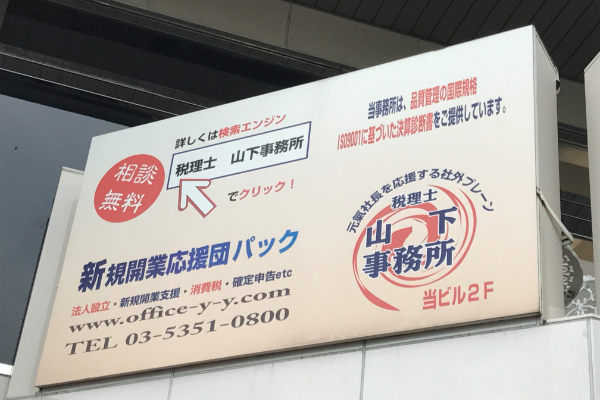 相談
無料
詳しくは検索エンジン
税理士 山下事務所
でクリック！
当事務所は、品質管理の国際規格
ISO9001に基づいた決算診断書をご提供しています。
新規開業応援団パック
法人設立・新規開業支援・消費税・確定申告etc
www.office-y-y.com
TEL 03-5351-0800
元氣社長を応援する社外ブレーン
税理士
山下
事務所
当ビル2F